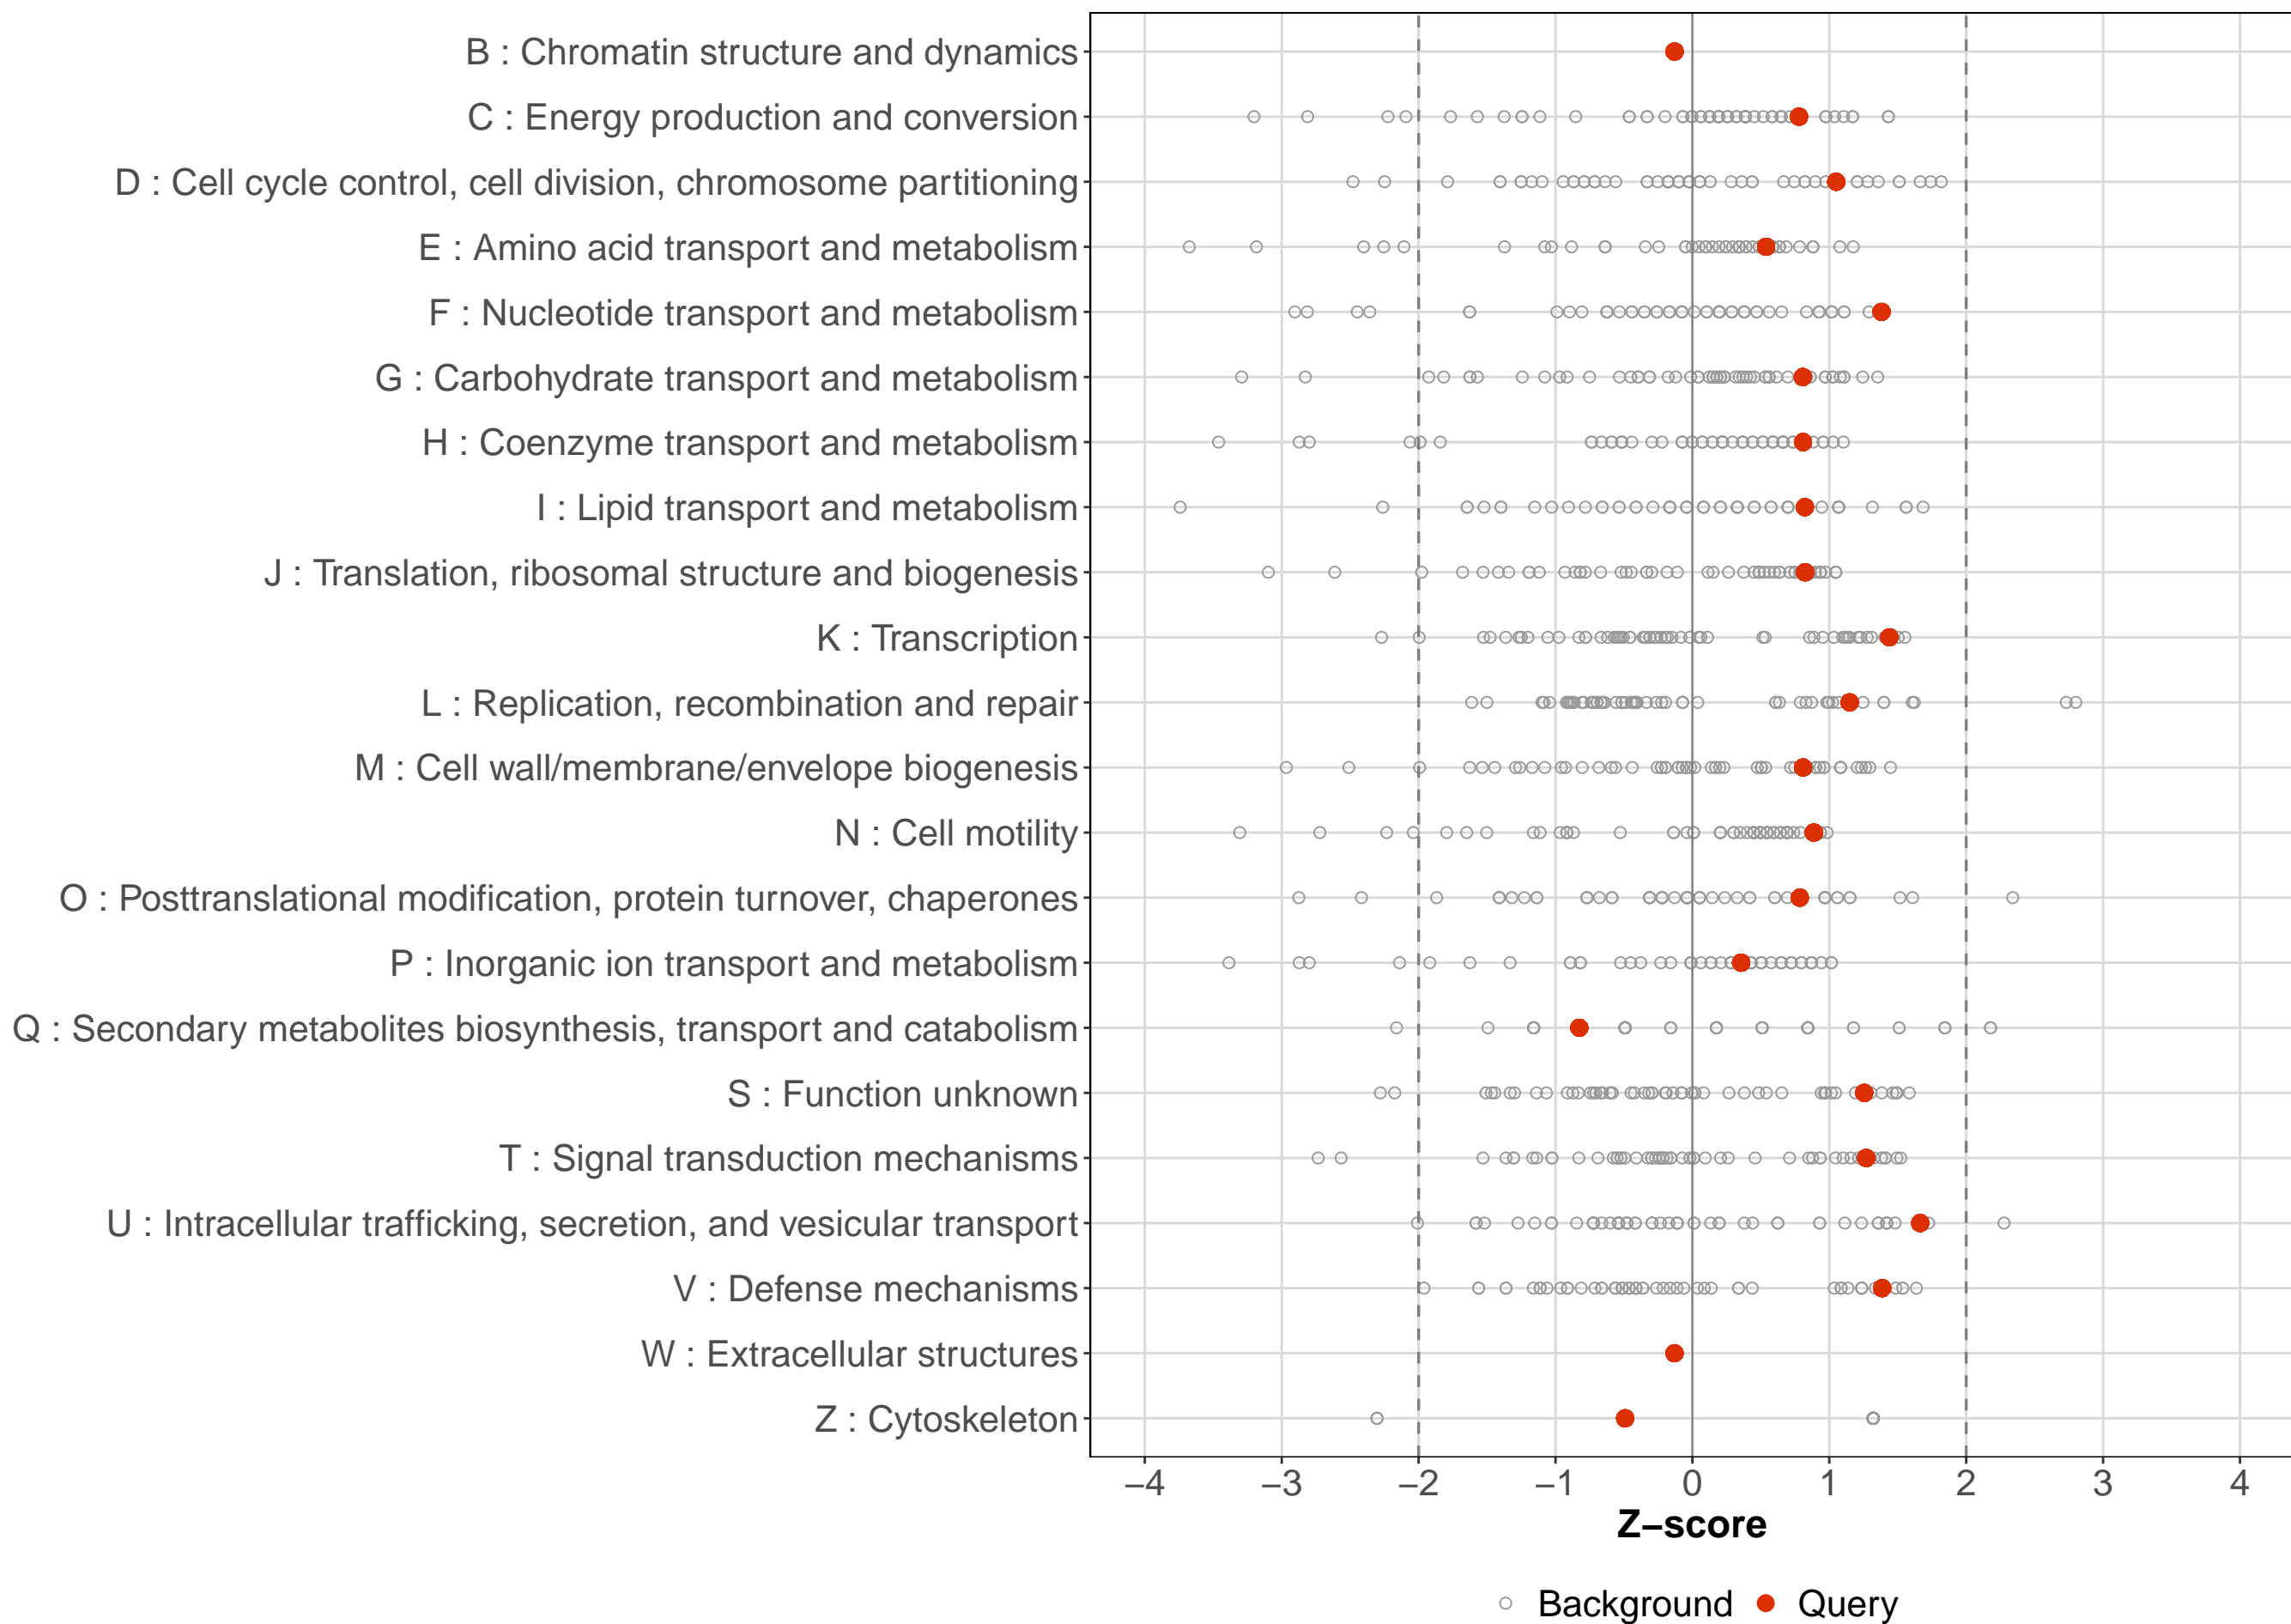 B : Chromatin structure and dynamics
C : Energy production and conversion
D : Cell cycle control, cell division, chromosome partitioning
E : Amino acid transport and metabolism
F : Nucleotide transport and metabolism
G : Carbohydrate transport and metabolism
H : Coenzyme transport and metabolism
I : Lipid transport and metabolism
J : Translation, ribosomal structure and biogenesis
K : Transcription
L : Replication, recombination and repair
M : Cell wall/membrane/envelope biogenesis
N : Cell motility
O : Posttranslational modification, protein turnover, chaperones
P : Inorganic ion transport and metabolism
Q : Secondary metabolites biosynthesis, transport and catabolism
S : Function unknown
T : Signal transduction mechanisms
U : Intracellular trafficking, secretion, and vesicular transport
V : Defense mechanisms
W : Extracellular structures
Z : Cytoskeleton
−4 −3 −2 −1 0 1 2 3 4
Z−score
Background Query